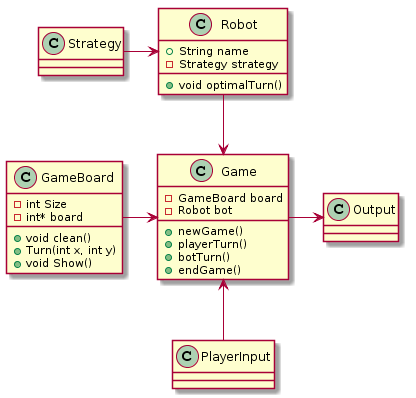 C Robot
String name
Strategy strategy
void optimalTurn()
C Strategy
C GameBoard
int Size
int* board
void clean()
Turn(int x, int y)
void Show()
C Game
GameBoard board
Robot bot
newGame()
playerTurn()
botTurn()
endGame()
C Output
C PlayerInput